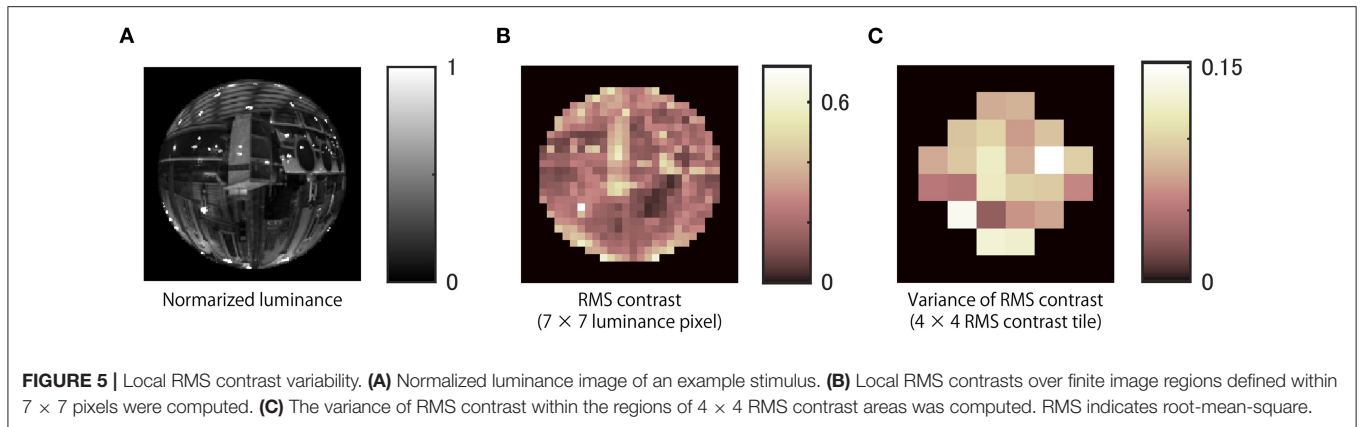 A
B
C
1
0
0.6
0
0.15
0
Normarized luminance
RMS contrast
(7 × 7 luminance pixel)
Variance of RMS contrast
(4 × 4 RMS contrast tile)
FIGURE 5 | Local RMS contrast variability. (A) Normalized luminance image of an example stimulus. (B) Local RMS contrasts over finite image regions defined within
7 × 7 pixels were computed. (C) The variance of RMS contrast within the regions of 4 × 4 RMS contrast areas was computed. RMS indicates root-mean-square.